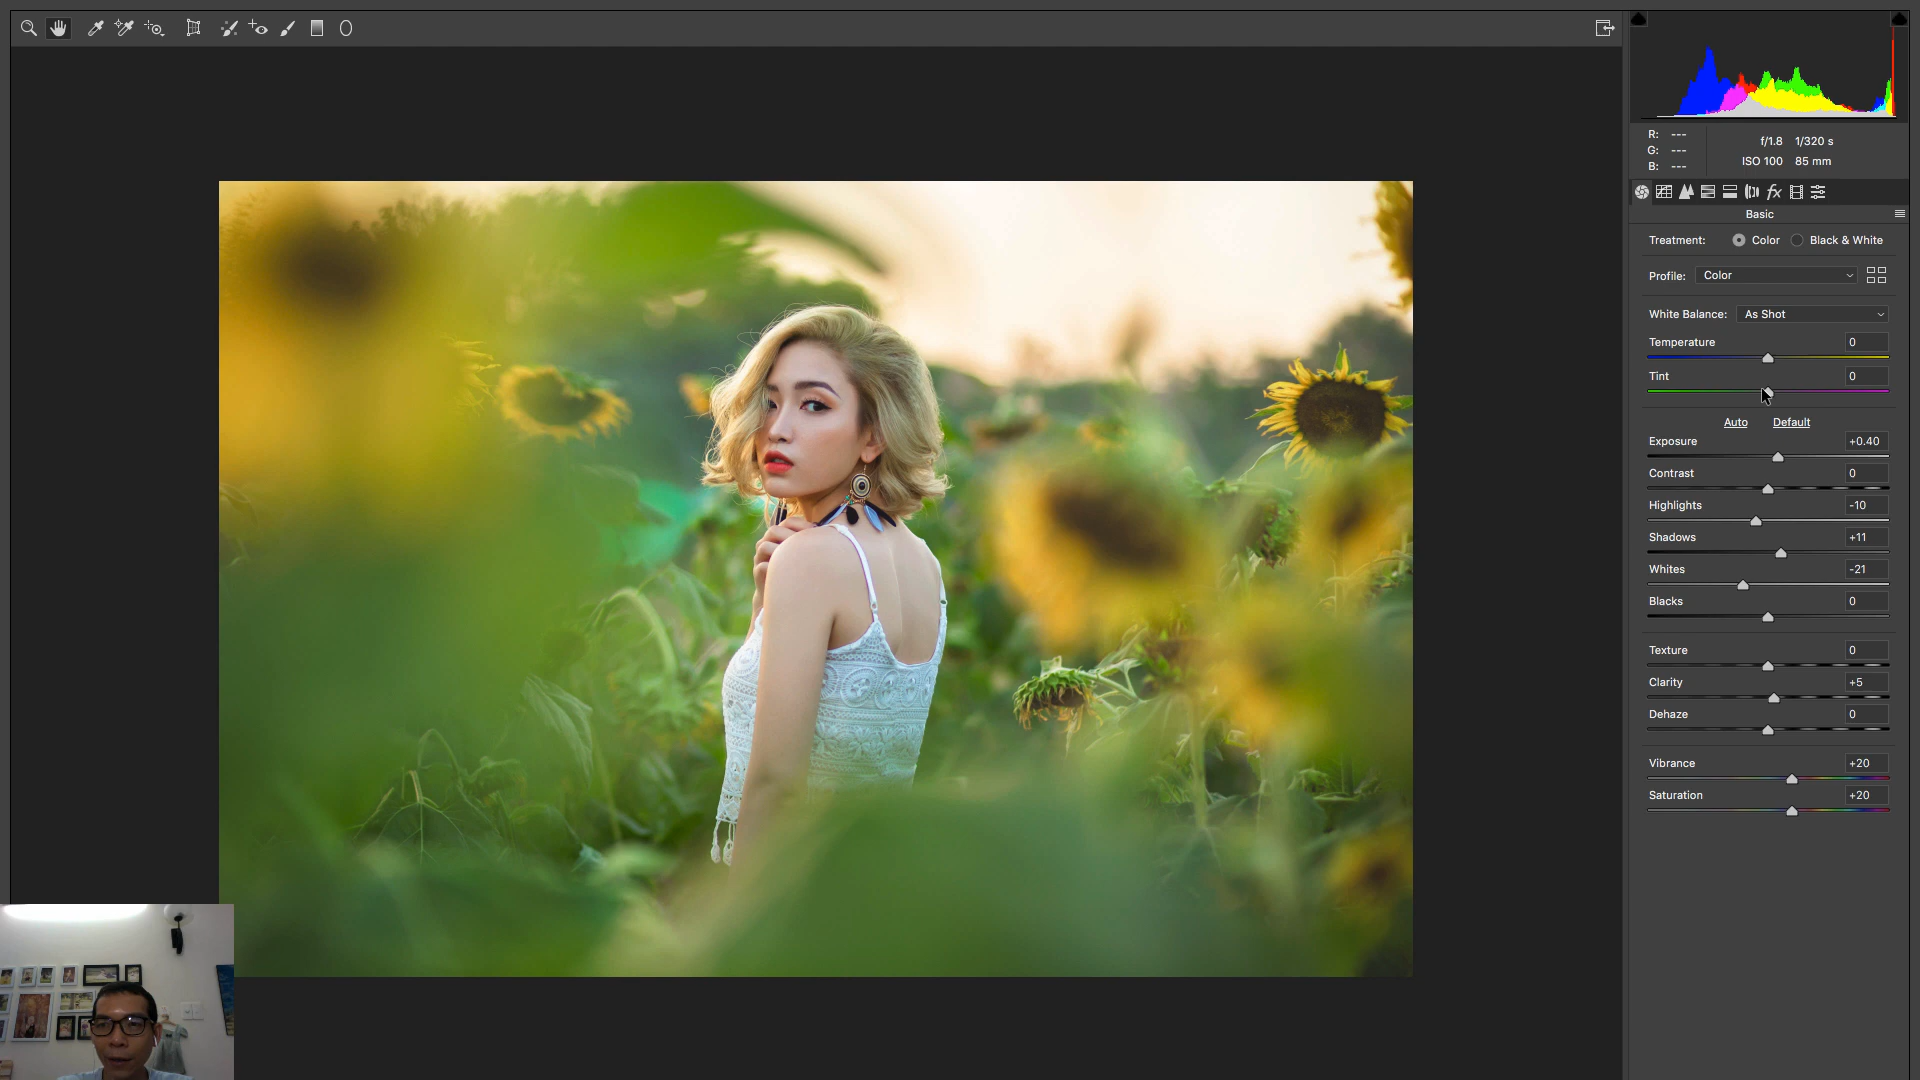 R: ---
G: ---
B: ---
f/1.8 1/320 s
ISO 100 85 mm
fx
Basic
Treatment: Color Black & White
Profile: Color
White Balance: As Shot
Temperature 0
Tint 0
Auto Default
Exposure +0.40
Contrast 0
Highlights -10
Shadows +11
Whites -21
Blacks 0
Texture 0
Clarity +5
Dehaze 0
Vibrance +20
Saturation +20